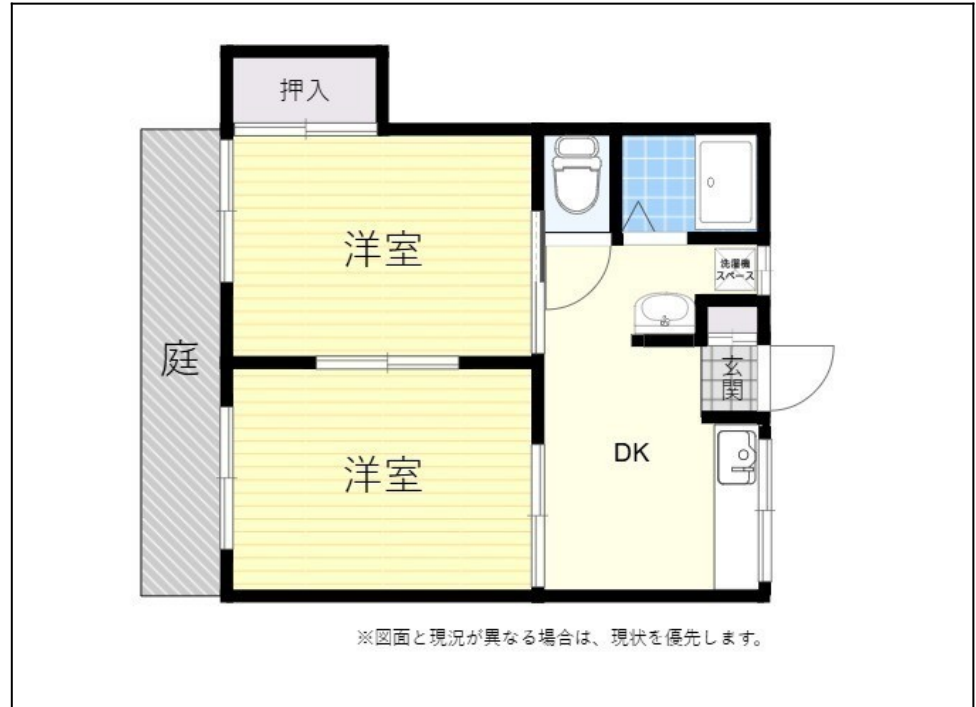 押入
洋室
洗濯機
スペース
庭
玄
関
DK
洋室
※図面と現況が異なる場合は、現状を優先します。